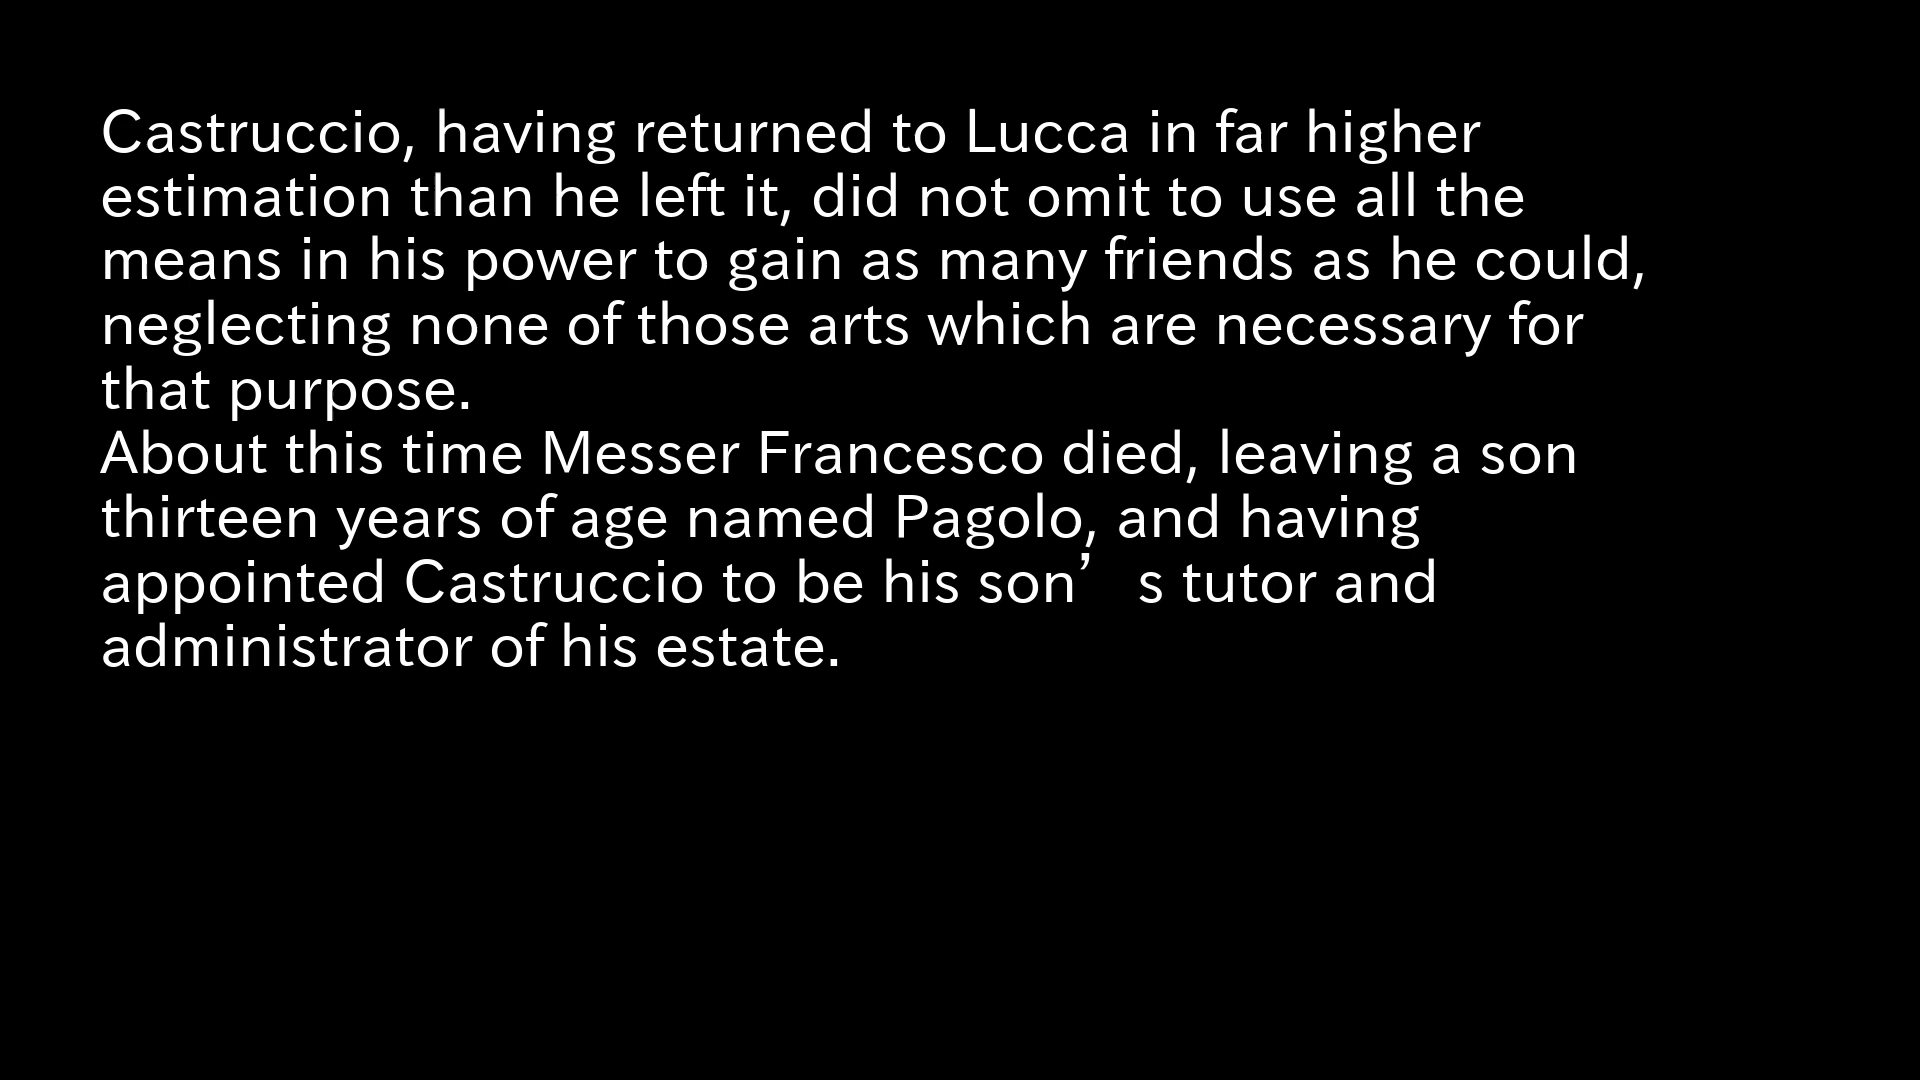 Castruccio, having returned to Lucca in far higher
estimation than he left it, did not omit to use all the
means in his power to gain as many friends as he could,
neglecting none of those arts which are necessary for
that purpose.
About this time Messer Francesco died, leaving a son
thirteen years of age named Pagolo, and having
appointed Castruccio to be his son’s tutor and
administrator of his estate.